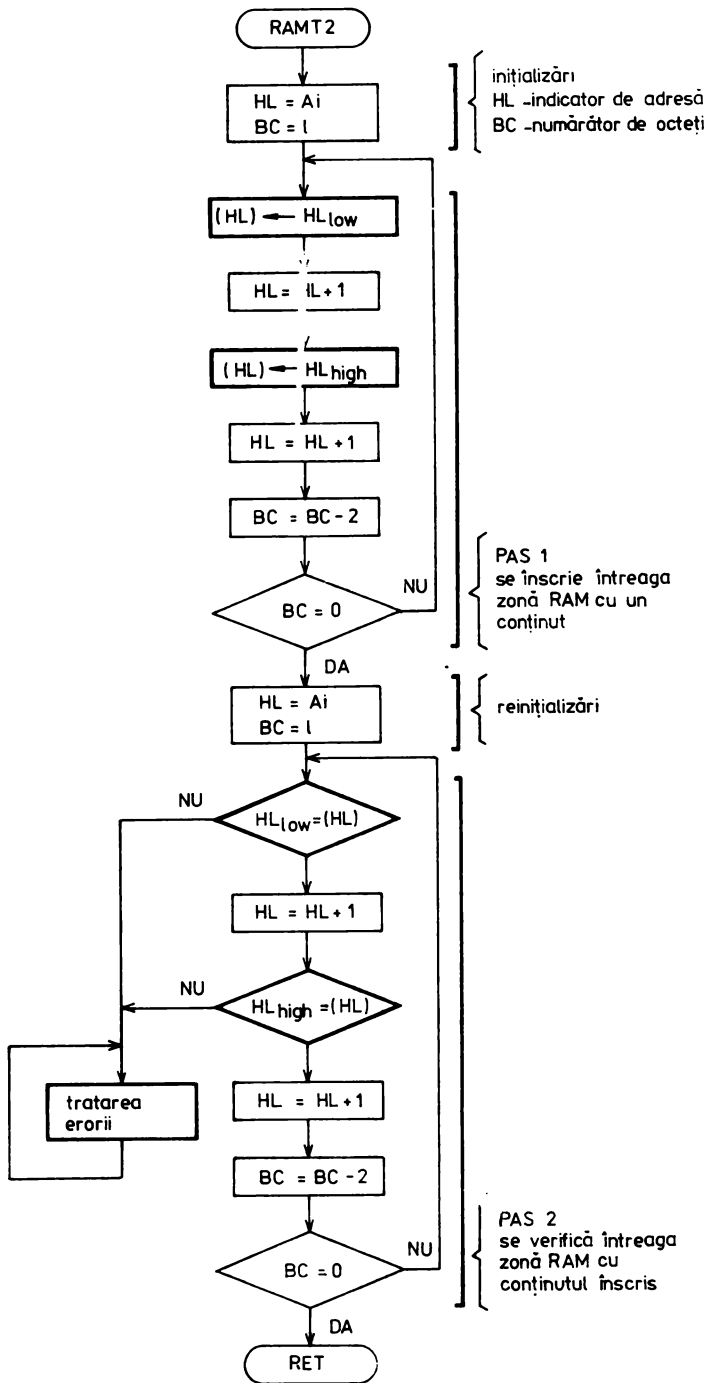 RAMT2
HL = Ai
BC = l
inițializări
HL -indicator de adresă
BC -numărător de octeți
(HL) ← HLlow
HL = HL+1
(HL) ← HLhigh
HL = HL+1
BC = BC-2
BC = 0
NU
PAS 1
se înscrie întreaga
zonă RAM cu un
conținut
DA
HL = Ai
BC = l
reinițializări
NU
HLlow=(HL)
HL = HL+1
NU
HLhigh=(HL)
tratarea
erorii
HL = HL+1
BC = BC-2
BC = 0
NU
PAS 2
se verifică întreaga
zonă RAM cu
conținutul înscris
DA
RET